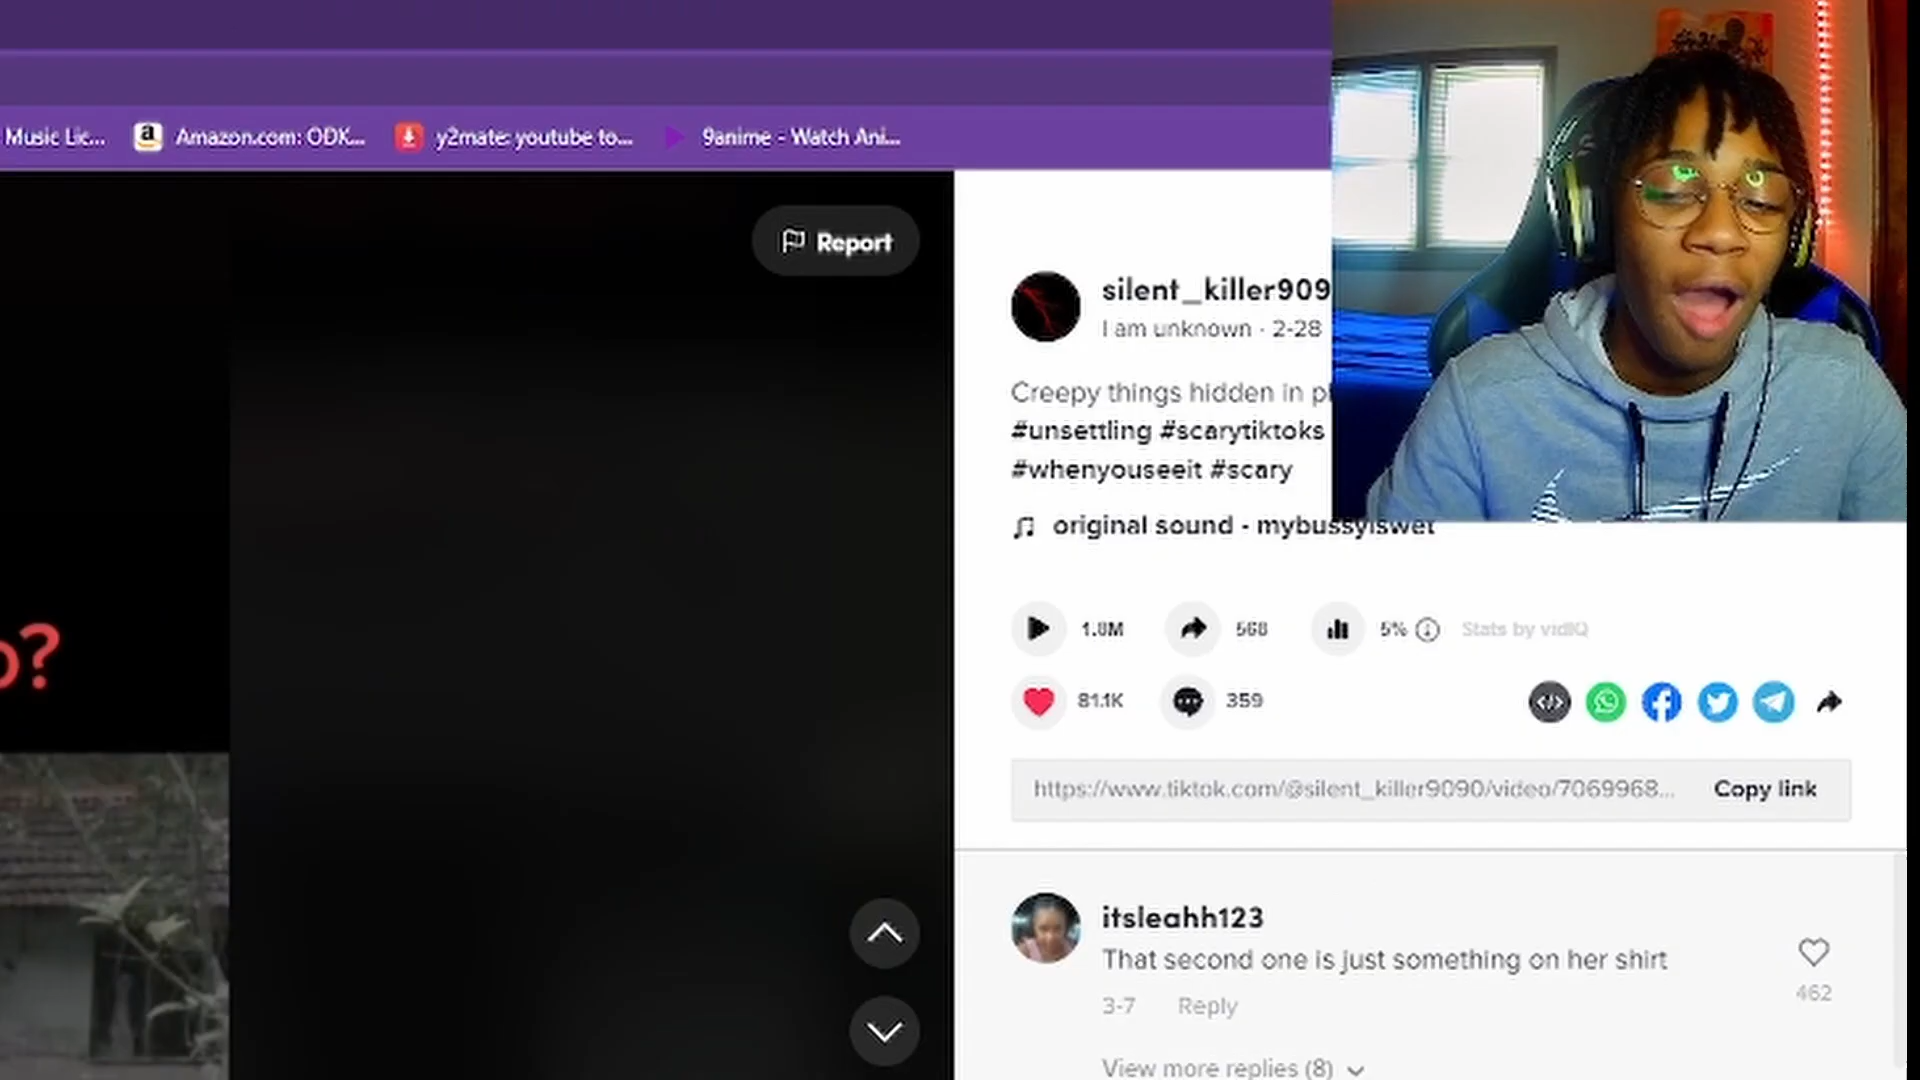 Music Lic...
Amazon.com: ODK...
y2mate: youtube to...
9anime - Watch Ani...
Report
silent_killer909
I am unknown · 2-28
Creepy things hidden in
#unsettling #scarytiktoks
#whenyouseeit #scary
original sound - mybussyiswet
o?
1.8M
568
5%
Stats by vidIQ
81.1K
359
https://www.tiktok.com/@silent_killer9090/video/7069968...
Copy link
itsleahh123
That second one is just something on her shirt
3-7
Reply
462
View more replies (8)